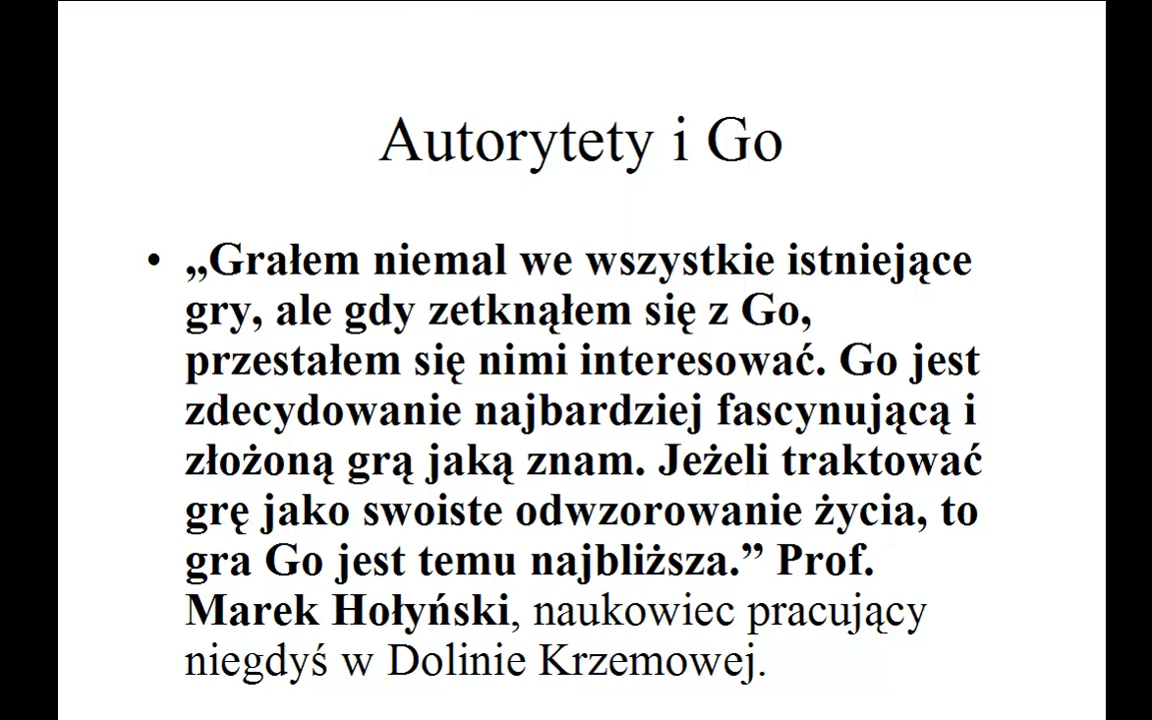 Autorytety i Go
• „Grałem niemal we wszystkie istniejące
gry, ale gdy zetknąłem się z Go,
przestałem się nimi interesować. Go jest
zdecydowanie najbardziej fascynującą i
złożoną grą jaką znam. Jeżeli traktować
grę jako swoiste odwzorowanie życia, to
gra Go jest temu najbliższa.” Prof.
Marek Hołyński, naukowiec pracujący
niegdyś w Dolinie Krzemowej.